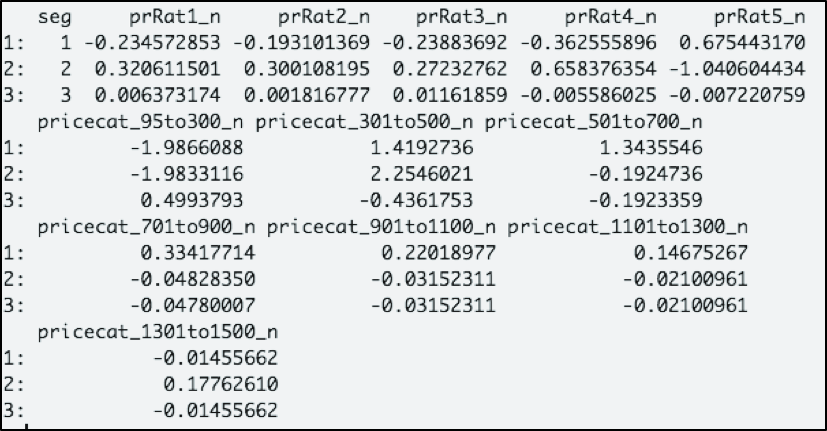 seg prRat1_n prRat2_n prRat3_n prRat4_n prRat5_n
1: 1 -0.234572853 -0.193101369 -0.23883692 -0.362555896 0.675443170
2: 2 0.320611501 0.300108195 0.27232762 0.658376354 -1.040604434
3: 3 0.006373174 0.001816777 0.01161859 -0.005586025 -0.007220759
pricecat_95to300_n pricecat_301to500_n pricecat_501to700_n
1: -1.9866088 1.4192736 1.3435546
2: -1.9833116 2.2546021 -0.1924736
3: 0.4993793 -0.4361753 -0.1923359
pricecat_701to900_n pricecat_901to1100_n pricecat_1101to1300_n
1: 0.33417714 0.22018977 0.14675267
2: -0.04828350 -0.03152311 -0.02100961
3: -0.04780007 -0.03152311 -0.02100961
pricecat_1301to1500_n
1: -0.01455662
2: 0.17762610
3: -0.01455662